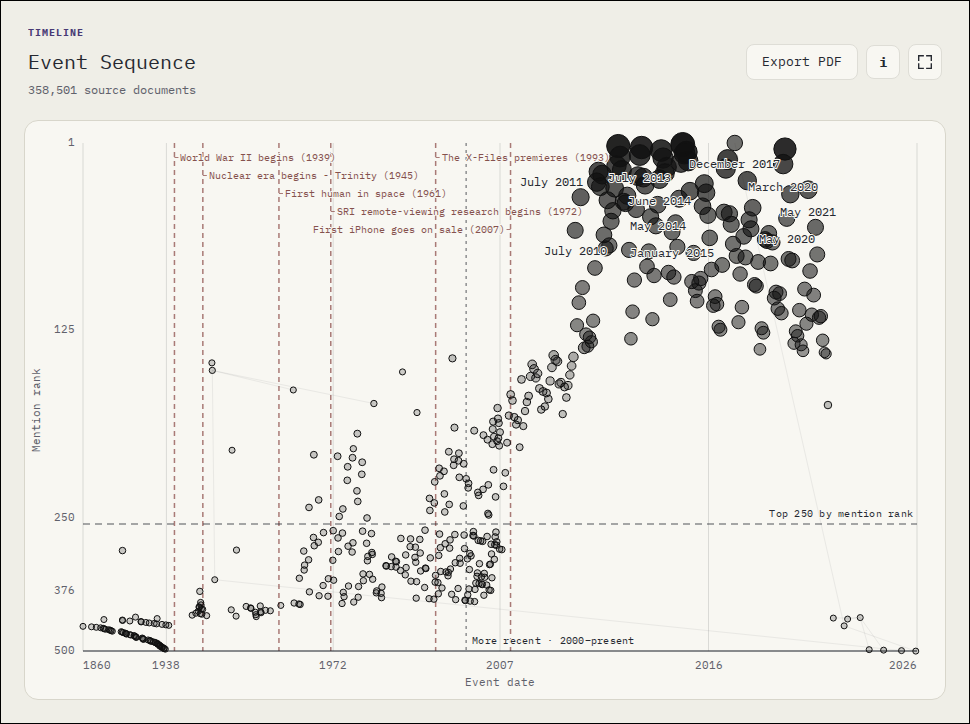 TIMELINE
Event Sequence
358,501 source documents
Export PDF
i
1
World War II begins (1939)
The X-Files premieres (1993)
December 2017
Nuclear era begins - Trinity (1945)
July 2011
July 2013
First human in space (1961)
March 2020
June 2014
SRI remote-viewing research begins (1972)
May 2021
First iPhone goes on sale (2007)
May 2014
May 2020
July 2010
January 2015
125
Mention rank
250
Top 250 by mention rank
376
More recent · 2000–present
500
1860
1938
1972
2007
2016
2026
Event date